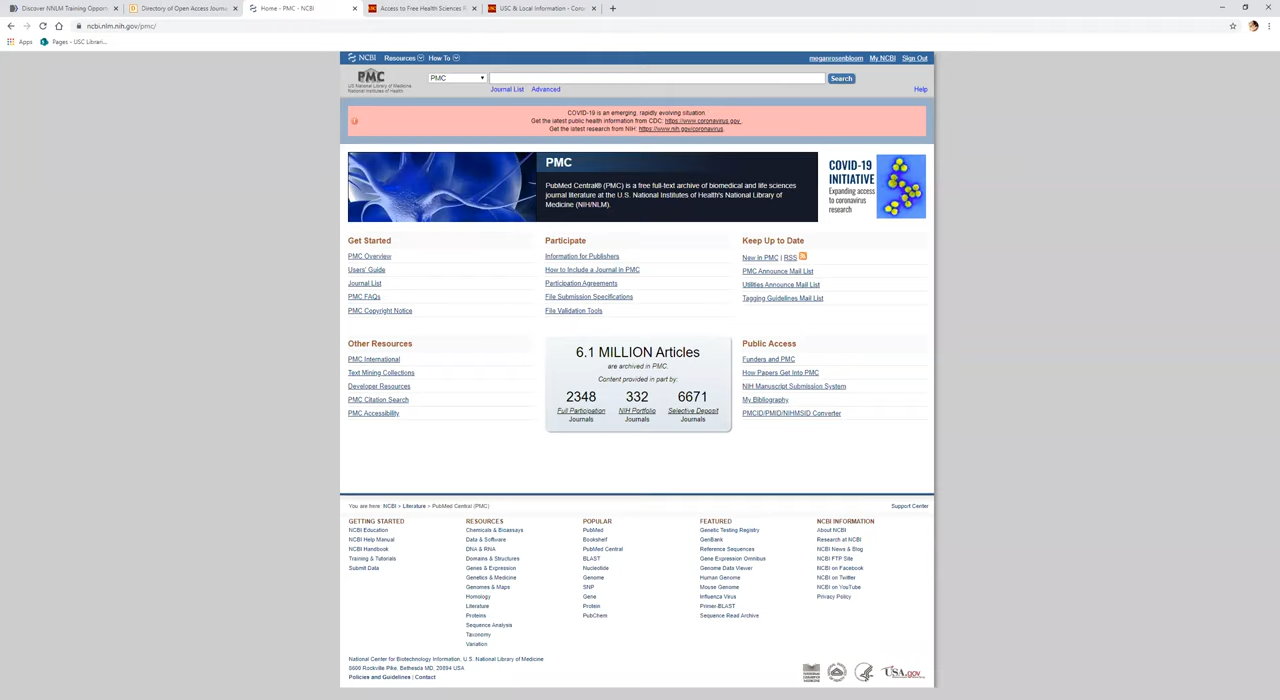 Discover NNLM Training Opport
Directory of Open Access Journa
Home - PMC - NCBI
Access to Free Health Sciences R
USC & Local Information - Coro
ncbi.nlm.nih.gov/pmc/
Apps
Pages - USC Librari...
NCBI Resources How To
meganrosenbloom My NCBI Sign Out
PMC
US National Library of Medicine
National Institutes of Health
PMC
Search
Journal List Advanced
Help
COVID-19 is an emerging, rapidly evolving situation.
Get the latest public health information from CDC: https://www.coronavirus.gov
Get the latest research from NIH: https://www.nih.gov/coronavirus.
PMC
PubMed Central® (PMC) is a free full-text archive of biomedical and life sciences
journal literature at the U.S. National Institutes of Health's National Library of
Medicine (NIH/NLM).
COVID-19
INITIATIVE
Expanding access
to coronavirus
research
Get Started
PMC Overview
Users' Guide
Journal List
PMC FAQs
PMC Copyright Notice
Participate
Information for Publishers
How to Include a Journal in PMC
Participation Agreements
File Submission Specifications
File Validation Tools
Keep Up to Date
New in PMC | RSS
PMC Announce Mail List
Utilities Announce Mail List
Tagging Guidelines Mail List
Other Resources
PMC International
Text Mining Collections
Developer Resources
PMC Citation Search
PMC Accessibility
6.1 MILLION Articles
are archived in PMC.
Content provided in part by:
2348 332 6671
Full Participation NIH Portfolio Selective Deposit
Journals Journals Journals
Public Access
Funders and PMC
How Papers Get Into PMC
NIH Manuscript Submission System
My Bibliography
PMCID/PMID/NIHMSID Converter
You are here: NCBI > Literature > PubMed Central (PMC)
Support Center
GETTING STARTED
NCBI Education
NCBI Help Manual
NCBI Handbook
Training & Tutorials
Submit Data
RESOURCES
Chemicals & Bioassays
Data & Software
DNA & RNA
Domains & Structures
Genes & Expression
Genetics & Medicine
Genomes & Maps
Homology
Literature
Proteins
Sequence Analysis
Taxonomy
Variation
POPULAR
PubMed
Bookshelf
PubMed Central
BLAST
Nucleotide
Genome
SNP
Gene
Protein
PubChem
FEATURED
Genetic Testing Registry
GenBank
Reference Sequences
Gene Expression Omnibus
Genome Data Viewer
Human Genome
Mouse Genome
Influenza Virus
Primer-BLAST
Sequence Read Archive
NCBI INFORMATION
About NCBI
Research at NCBI
NCBI News & Blog
NCBI FTP Site
NCBI on Facebook
NCBI on Twitter
NCBI on YouTube
Privacy Policy
National Center for Biotechnology Information, U.S. National Library of Medicine
8600 Rockville Pike, Bethesda MD, 20894 USA
Policies and Guidelines | Contact
USA.gov